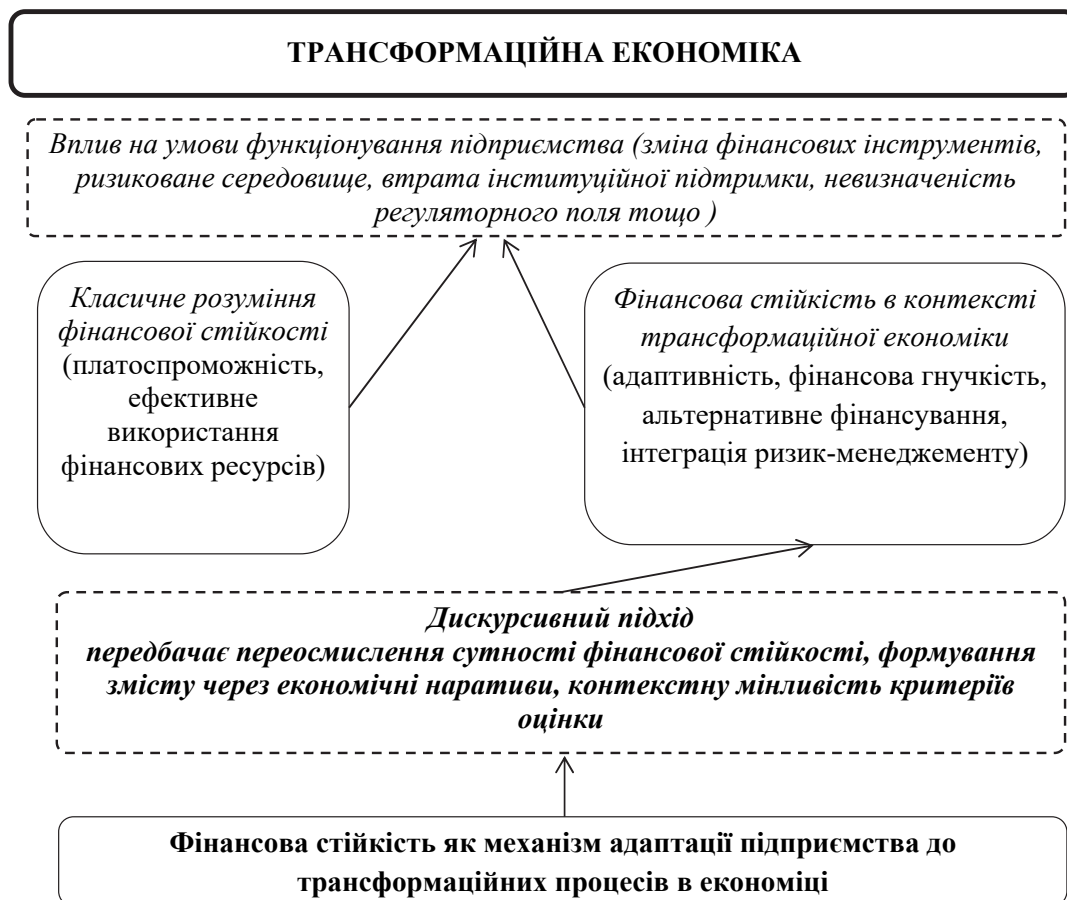 ТРАНСФОРМАЦІЙНА ЕКОНОМІКА
Вплив на умови функціонування підприємства (зміна фінансових інструментів,
ризиковане середовище, втрата інституційної підтримки, невизначеність
регуляторного поля тощо )
Класичне розуміння
фінансової стійкості
(платоспроможність,
ефективне
використання
фінансових ресурсів)
Фінансова стійкість в контексті
трансформаційної економіки
(адаптивність, фінансова гнучкість,
альтернативне фінансування,
інтеграція ризик-менеджементу)
Дискурсивний підхід
передбачає переосмислення сутності фінансової стійкості, формування
змісту через економічні наративи, контекстну мінливість критеріїв
оцінки
Фінансова стійкість як механізм адаптації підприємства до
трансформаційних процесів в економіці